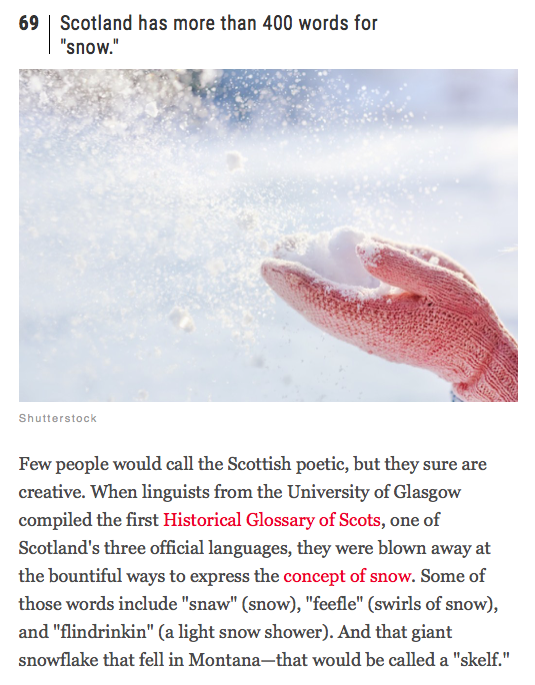 69 Scotland has more than 400 words for
"snow."
Shutterstock
Few people would call the Scottish poetic, but they sure are
creative. When linguists from the University of Glasgow
compiled the first Historical Glossary of Scots, one of
Scotland's three official languages, they were blown away at
the bountiful ways to express the concept of snow. Some of
those words include "snaw" (snow), "feefle" (swirls of snow),
and "flindrinkin" (a light snow shower). And that giant
snowflake that fell in Montana—that would be called a "skelf."